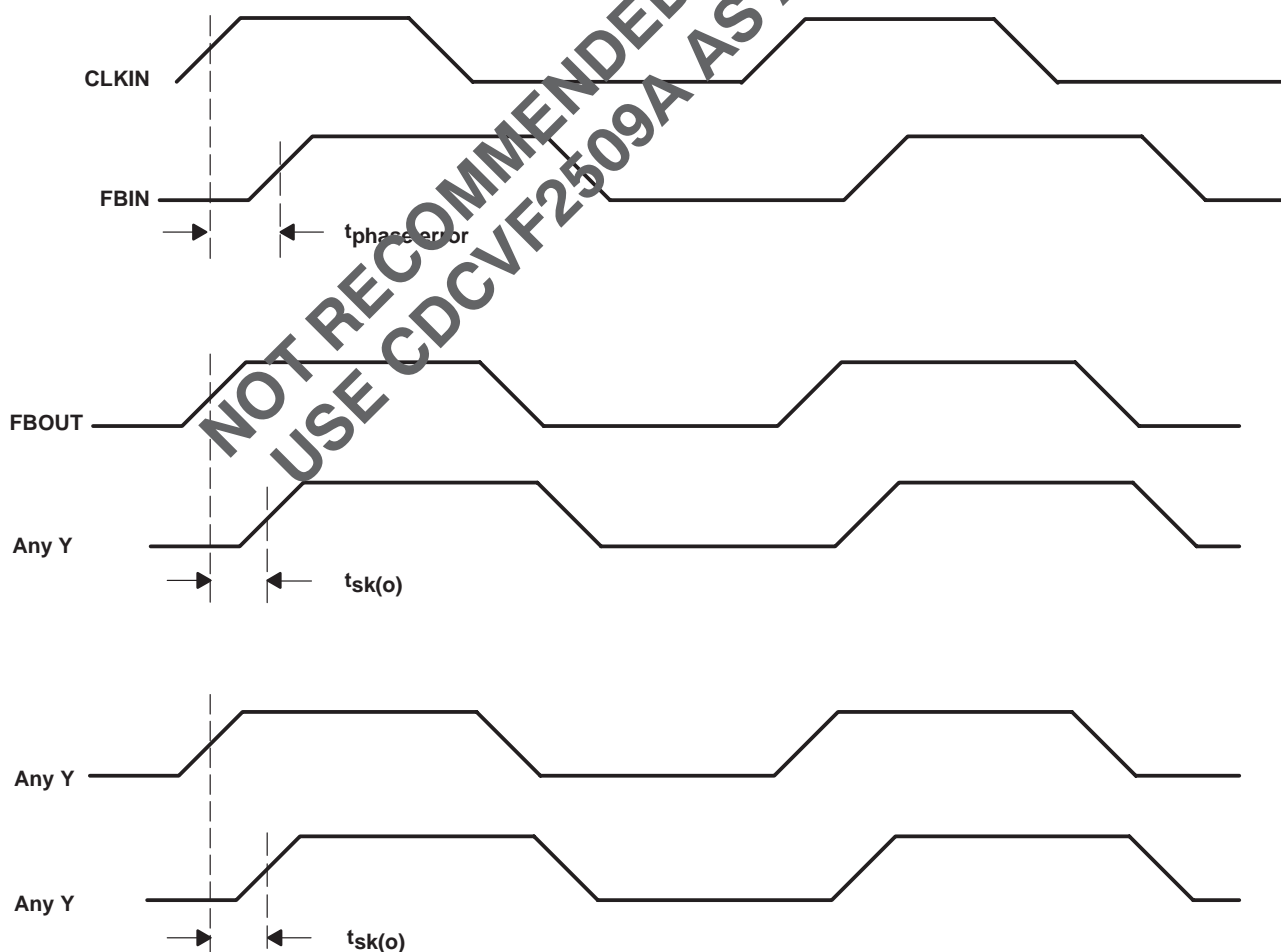 CLKIN
FBIN
tphase error
FBOUT
Any Y
tsk(o)
Any Y
Any Y
tsk(o)
NOT RECOMMENDED
USE CDCVF2509A AS